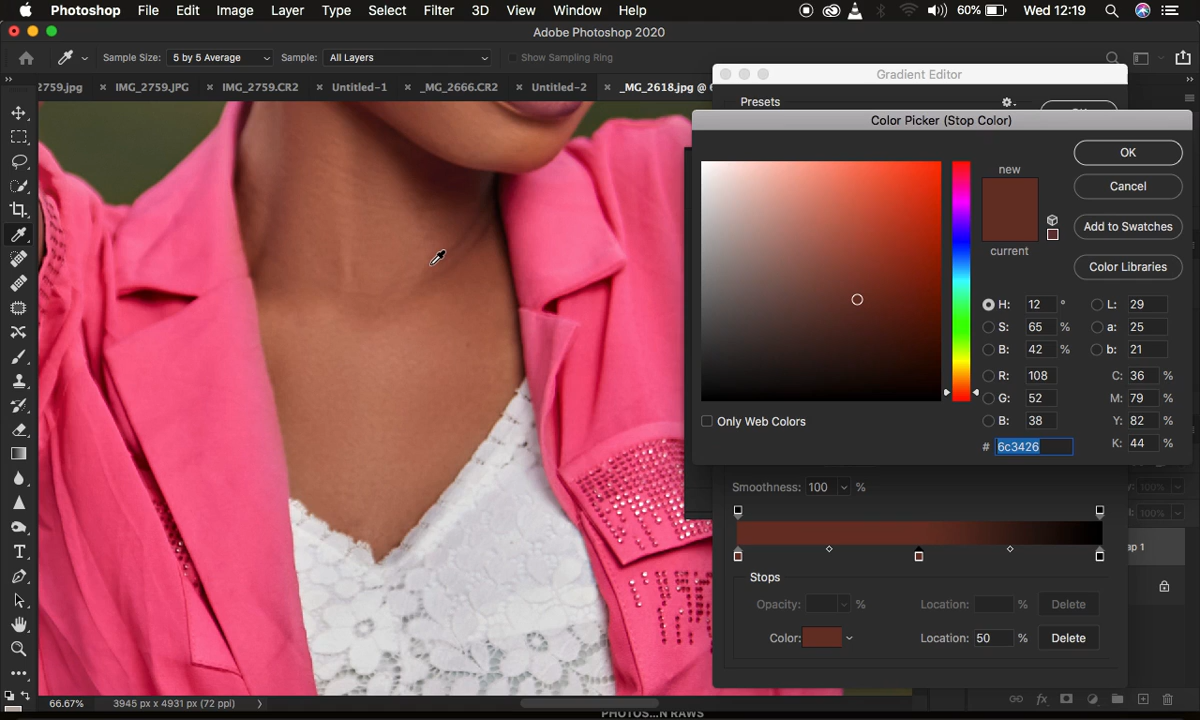 Photoshop File Edit Image Layer Type Select Filter 3D View Window Help 60% Wed 12:19
Adobe Photoshop 2020
Sample Size: 5 by 5 Average Sample: All Layers Show Sampling Ring
2759.jpg × IMG_2759.JPG × IMG_2759.CR2 × Untitled-1 × _MG_2666.CR2 × Untitled-2 × _MG_2618.jpg @ 6
Gradient Editor
Presets
Color Picker (Stop Color)
new
current
OK
Cancel
Add to Swatches
Color Libraries
H: 12 ° L: 29
S: 65 % a: 25
B: 42 % b: 21
R: 108 C: 36 %
G: 52 M: 79 %
B: 38 Y: 82 %
# 6c3426 K: 44 %
Only Web Colors
Smoothness: 100 %
100%
100%
ap 1
Stops
Opacity: % Location: % Delete
Color: Location: 50 % Delete
66.67% 3945 px x 4931 px (72 ppi)
PHOTOS...N RAWS